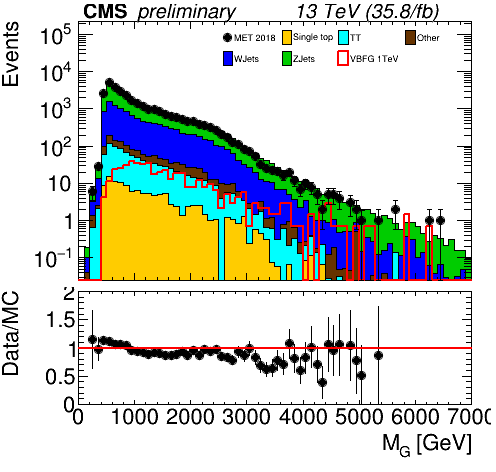 CMS preliminary 13 TeV (35.8/fb)
Events
10^5
10^4
10^3
10^2
10
1
10^-1
MET 2018 Single top TT Other
WJets ZJets VBFG 1TeV
Data/MC
2
1.5
1
0.5
0
0 1000 2000 3000 4000 5000 6000 7000
M_G [GeV]